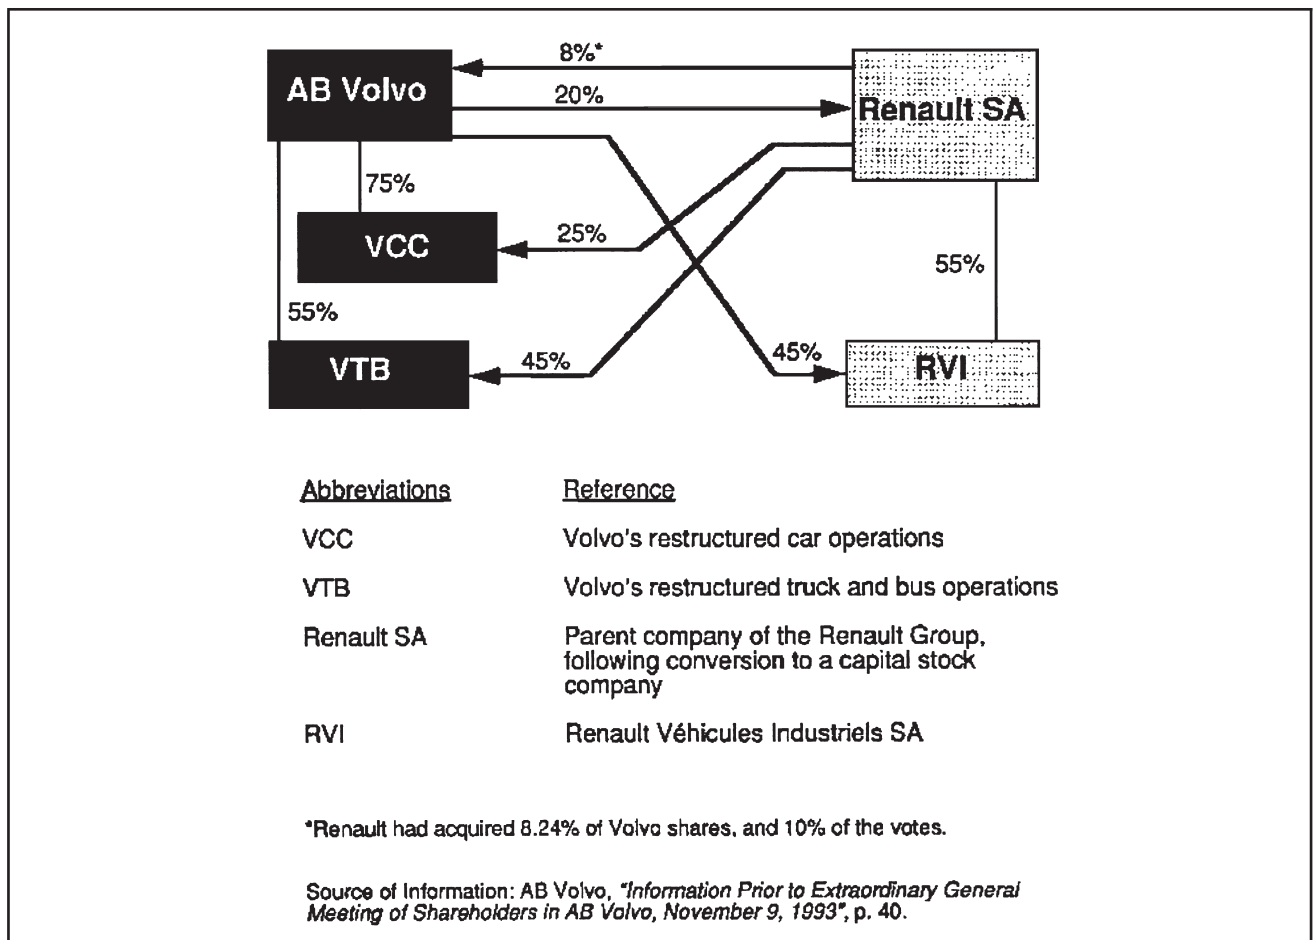 8%*
AB Volvo
20%
Renault SA
75%
VCC
25%
55%
55%
VTB
45%
45%
RVI
Abbreviations Reference
VCC Volvo's restructured car operations
VTB Volvo's restructured truck and bus operations
Renault SA Parent company of the Renault Group,
following conversion to a capital stock
company
RVI Renault Véhicules Industriels SA
*Renault had acquired 8.24% of Volvo shares, and 10% of the votes.
Source of Information: AB Volvo, "Information Prior to Extraordinary General
Meeting of Shareholders in AB Volvo, November 9, 1993", p. 40.